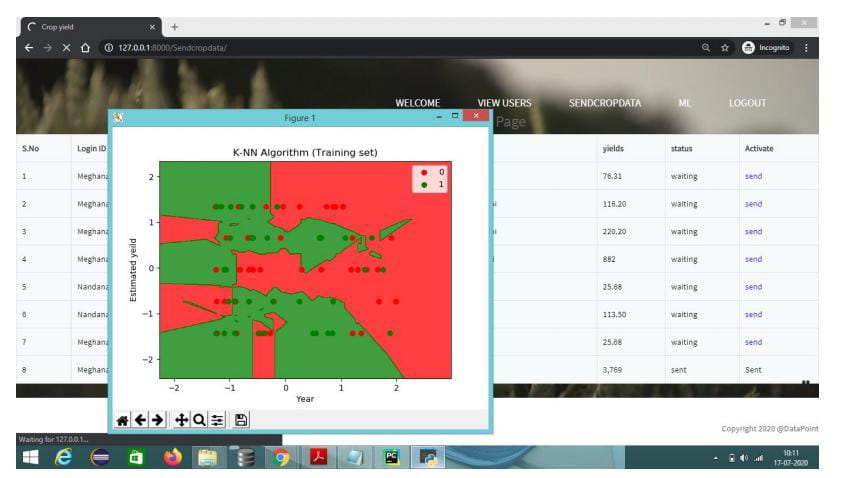 Crop yield
127.0.0.1:8000/Sendcropdata/
Incognito
WELCOME VIEW USERS SENDCROPDATA ML LOGOUT
Page
Figure 1
S.No Login ID yields status Activate
1 Meghana 76.31 waiting send
2 Meghana 116.20 waiting send
3 Meghana 220.20 waiting send
4 Meghana 882 waiting send
5 Nandana 25.68 waiting send
6 Nandana 113.50 waiting send
7 Meghana 25.68 waiting send
8 Meghana 3,769 sent Sent
K-NN Algorithm (Training set)
0
1
Estimated yeild
2
1
0
−1
−2
−2 −1 0 1 2
Year
Copyright 2020 @DataPoint
Waiting for 127.0.0.1...
PC
10:11
17-07-2020